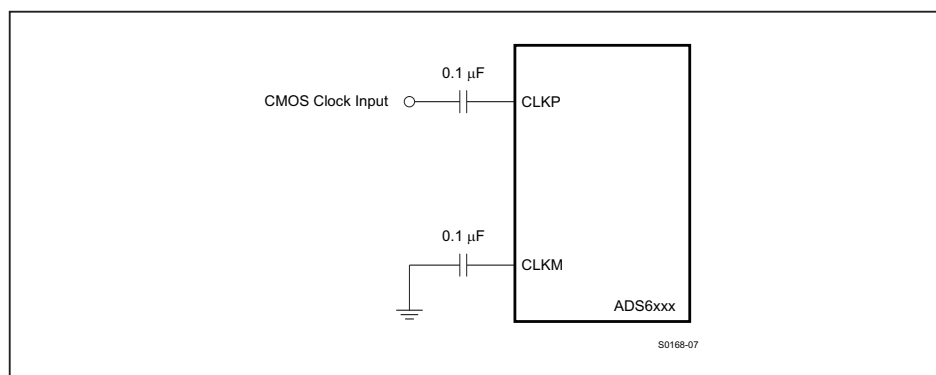 0.1 μF
CMOS Clock Input
CLKP
0.1 μF
CLKM
ADS6xxx
S0168-07